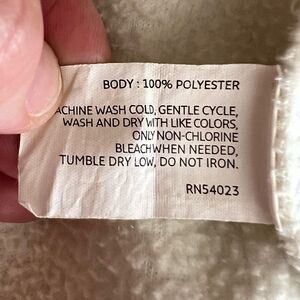 BODY : 100% POLYESTER
ACHINE WASH COLD, GENTLE CYCLE,
WASH AND DRY WITH LIKE COLORS,
ONLY NON-CHLORINE
BLEACH WHEN NEEDED,
TUMBLE DRY LOW, DO NOT IRON.
RN54023